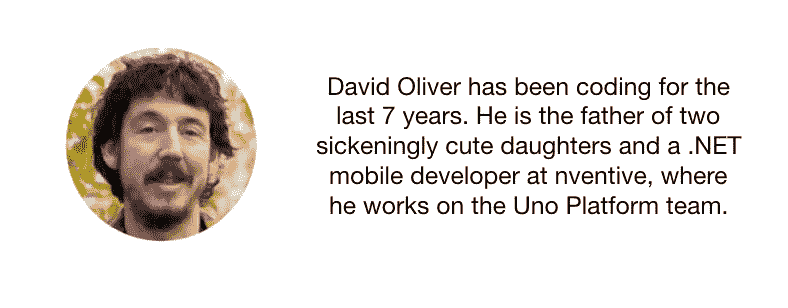 David Oliver has been coding for the
last 7 years. He is the father of two
sickeningly cute daughters and a .NET
mobile developer at nventive, where
he works on the Uno Platform team.